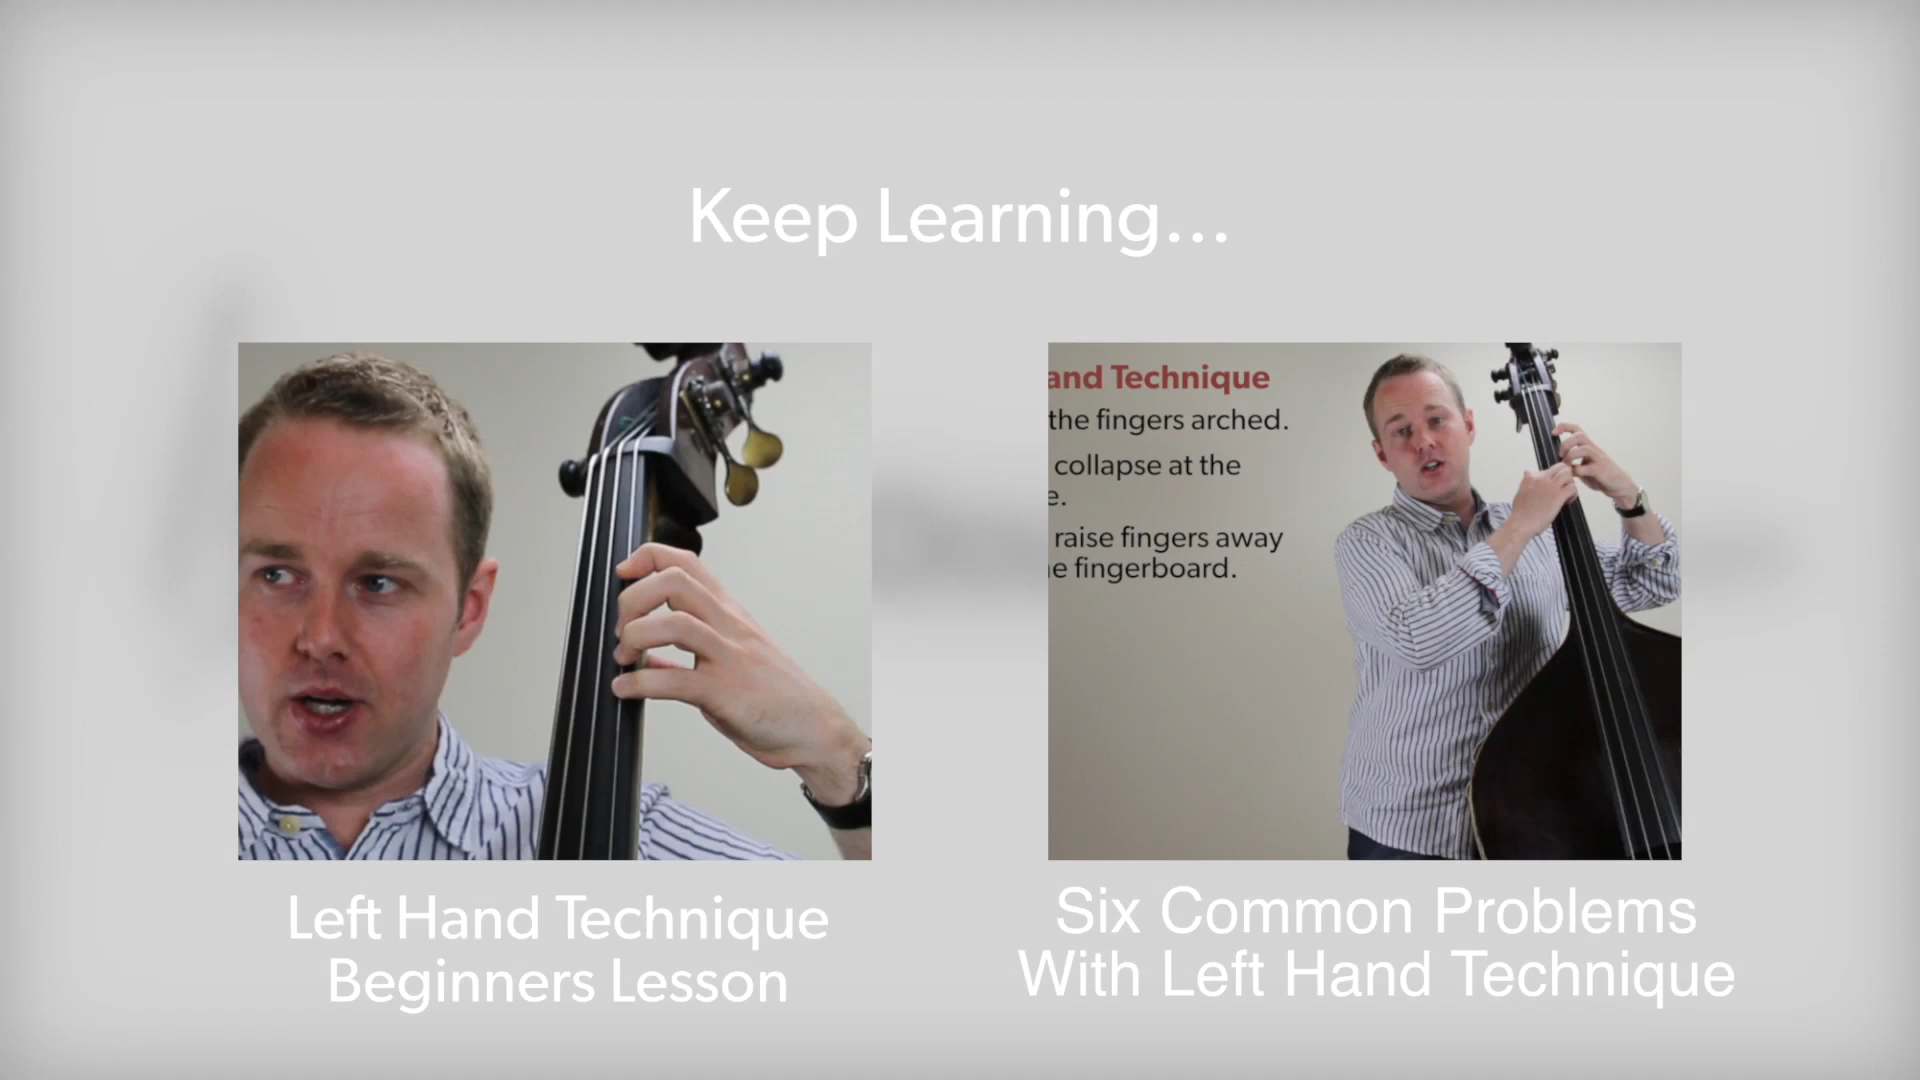 Keep Learning...
and Technique
the fingers arched.
collapse at the
e.
raise fingers away
e fingerboard.
Left Hand Technique
Beginners Lesson
Six Common Problems
With Left Hand Technique